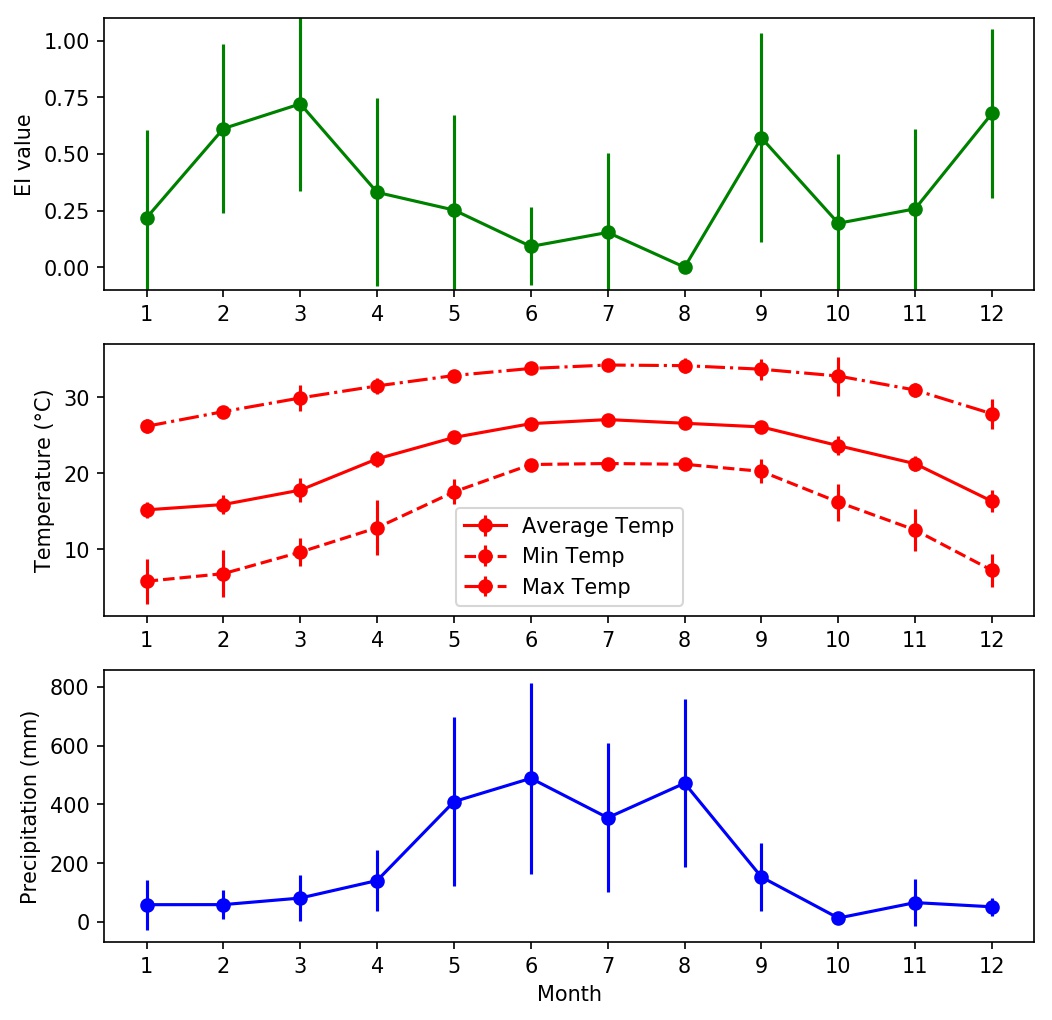 EI value
1.00
0.75
0.50
0.25
0.00
1 2 3 4 5 6 7 8 9 10 11 12
Temperature (°C)
30
20
10
Average Temp
Min Temp
Max Temp
1 2 3 4 5 6 7 8 9 10 11 12
Precipitation (mm)
800
600
400
200
0
1 2 3 4 5 6 7 8 9 10 11 12
Month